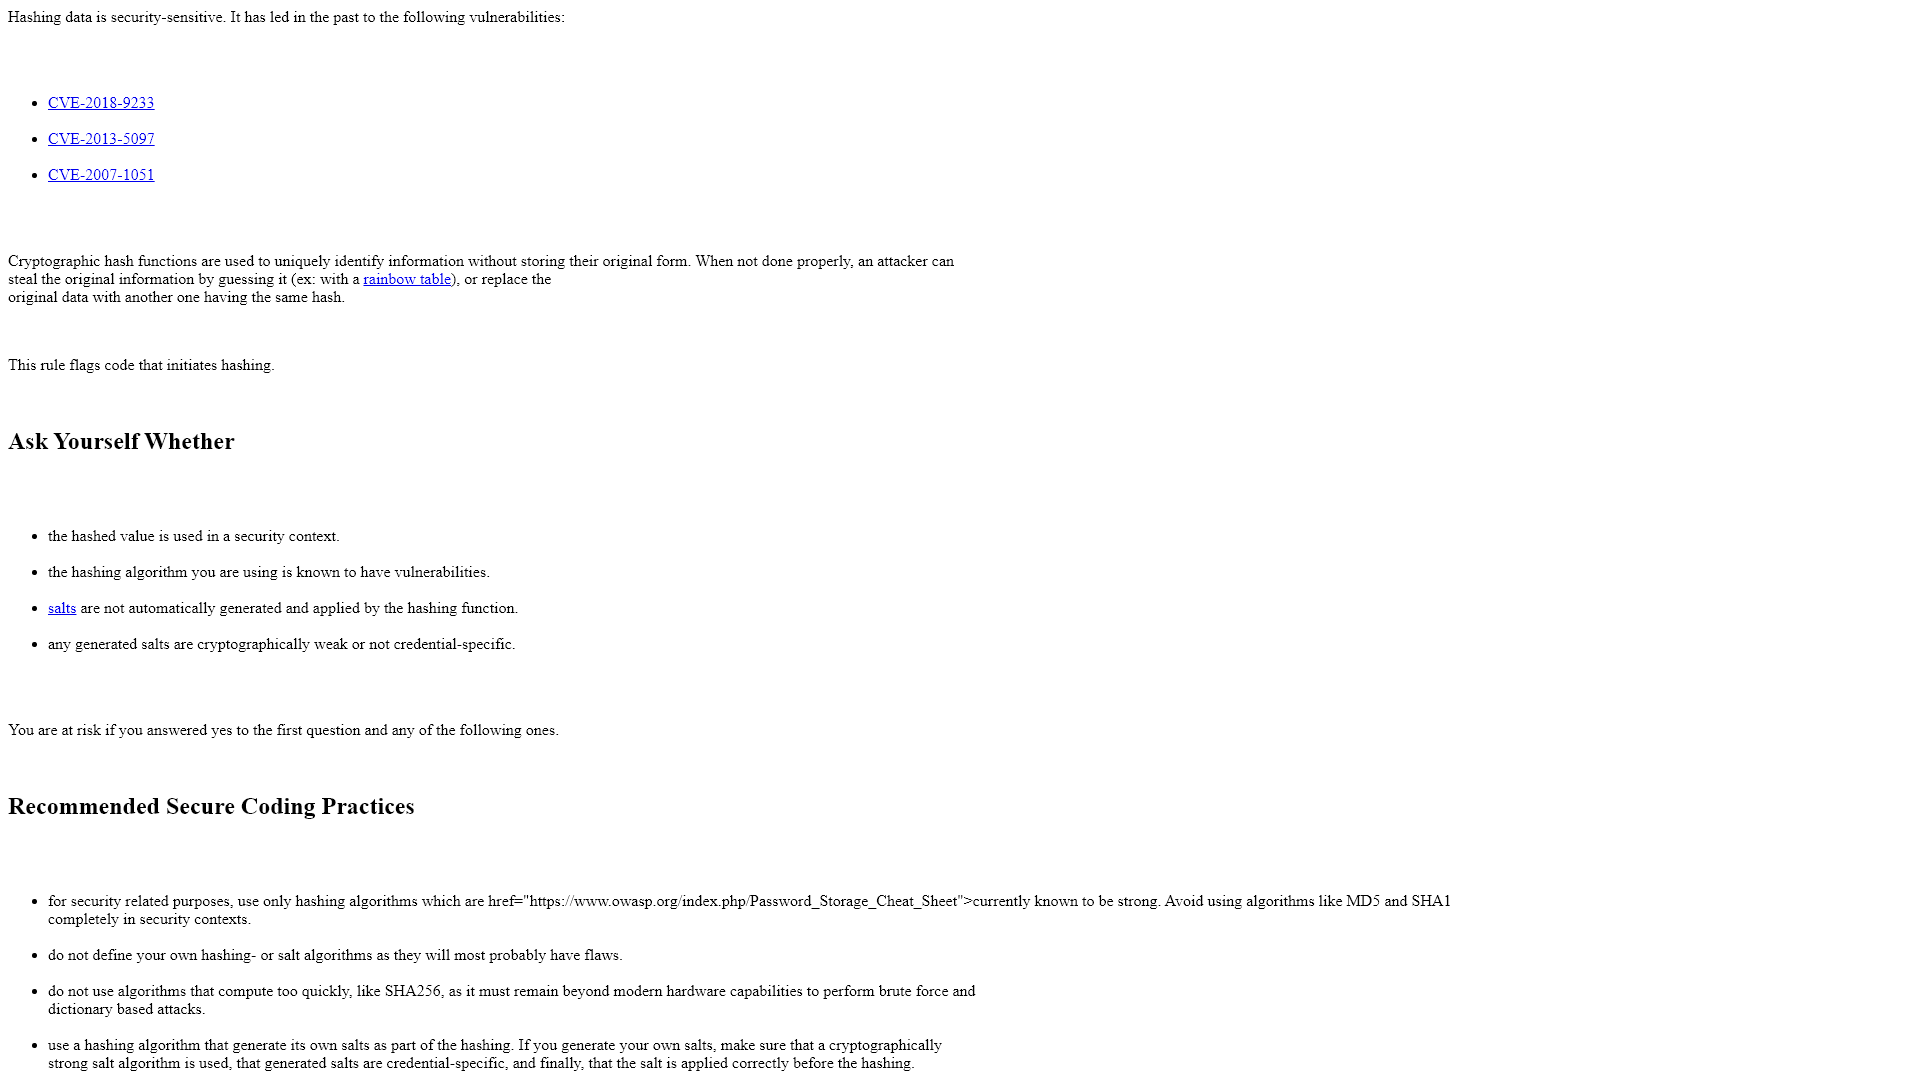 Hashing data is security-sensitive. It has led in the past to the following vulnerabilities:
CVE-2018-9233
CVE-2013-5097
CVE-2007-1051
Cryptographic hash functions are used to uniquely identify information without storing their original form. When not done properly, an attacker can
steal the original information by guessing it (ex: with a rainbow table), or replace the
original data with another one having the same hash.
This rule flags code that initiates hashing.
Ask Yourself Whether
the hashed value is used in a security context.
the hashing algorithm you are using is known to have vulnerabilities.
salts are not automatically generated and applied by the hashing function.
any generated salts are cryptographically weak or not credential-specific.
You are at risk if you answered yes to the first question and any of the following ones.
Recommended Secure Coding Practices
for security related purposes, use only hashing algorithms which are href="https://www.owasp.org/index.php/Password_Storage_Cheat_Sheet">currently known to be strong. Avoid using algorithms like MD5 and SHA1
completely in security contexts.
do not define your own hashing- or salt algorithms as they will most probably have flaws.
do not use algorithms that compute too quickly, like SHA256, as it must remain beyond modern hardware capabilities to perform brute force and
dictionary based attacks.
use a hashing algorithm that generate its own salts as part of the hashing. If you generate your own salts, make sure that a cryptographically
strong salt algorithm is used, that generated salts are credential-specific, and finally, that the salt is applied correctly before the hashing.